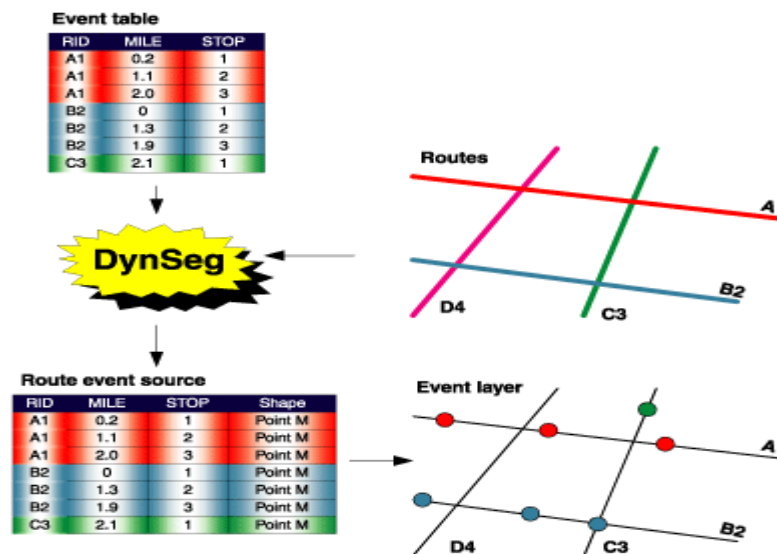 Event table
RID MILE STOP
A1 0.2 1
A1 1.1 2
A1 2.0 3
B2 0 1
B2 1.3 2
B2 1.9 3
C3 2.1 1
Routes
A
B2
D4
C3
DynSeg
Route event source
RID MILE STOP Shape
A1 0.2 1 Point M
A1 1.1 2 Point M
A1 2.0 3 Point M
B2 0 1 Point M
B2 1.3 2 Point M
B2 1.9 3 Point M
C3 2.1 1 Point M
Event layer
A
B2
D4
C3